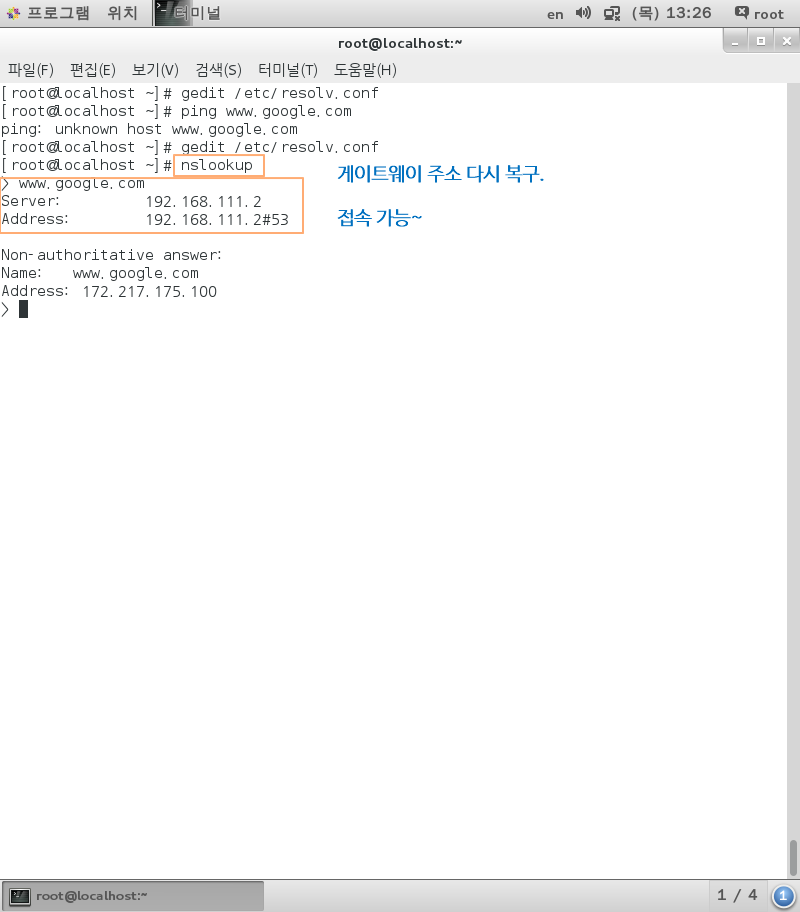 프로그램 위치 터미널 en (목) 13:26 root
root@localhost:~
파일(F) 편집(E) 보기(V) 검색(S) 터미널(T) 도움말(H)
[root@localhost ~]# gedit /etc/resolv.conf
[root@localhost ~]# ping www.google.com
ping: unknown host www.google.com
[root@localhost ~]# gedit /etc/resolv.conf
[root@localhost ~]# nslookup
게이트웨이 주소 다시 복구.
> www.google.com
Server: 192.168.111.2
Address: 192.168.111.2#53
접속 가능~
Non-authoritative answer:
Name: www.google.com
Address: 172.217.175.100
>
root@localhost:~ 1 / 4 1